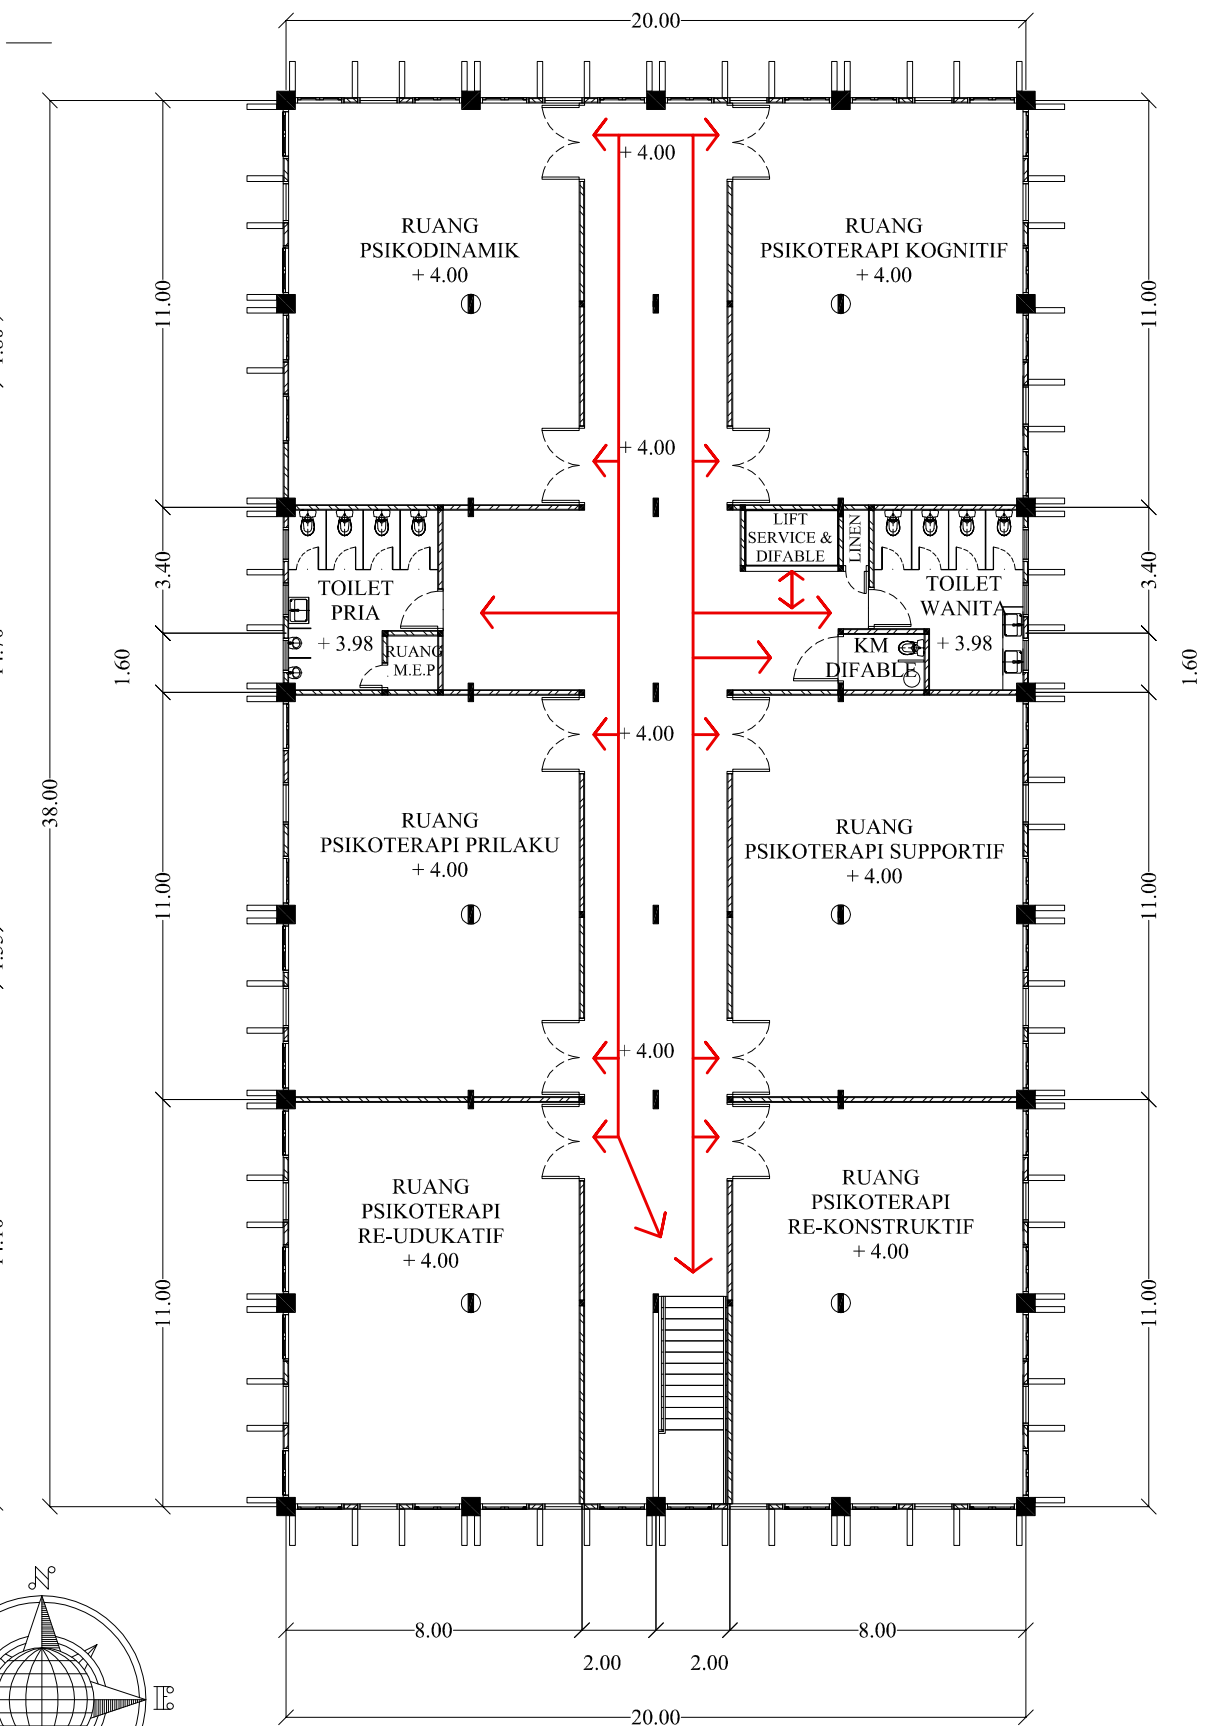 20.00
+ 4.00
RUANG
PSIKODINAMIK
+ 4.00
RUANG
PSIKOTERAPI KOGNITIF
+ 4.00
11.00
11.00
+ 4.00
LIFT
SERVICE &
DIFABLE
LINEN
3.40
3.40
TOILET
PRIA
+ 3.98
TOILET
WANITA
+ 3.98
RUANG
M.E.P
KM
DIFABLE
1.60
1.60
+ 4.00
38.00
RUANG
PSIKOTERAPI PRILAKU
+ 4.00
RUANG
PSIKOTERAPI SUPPORTIF
+ 4.00
11.00
11.00
+ 4.00
RUANG
PSIKOTERAPI
RE-UDUKATIF
+ 4.00
RUANG
PSIKOTERAPI
RE-KONSTRUKTIF
+ 4.00
11.00
11.00
N
E
8.00
8.00
2.00
2.00
20.00